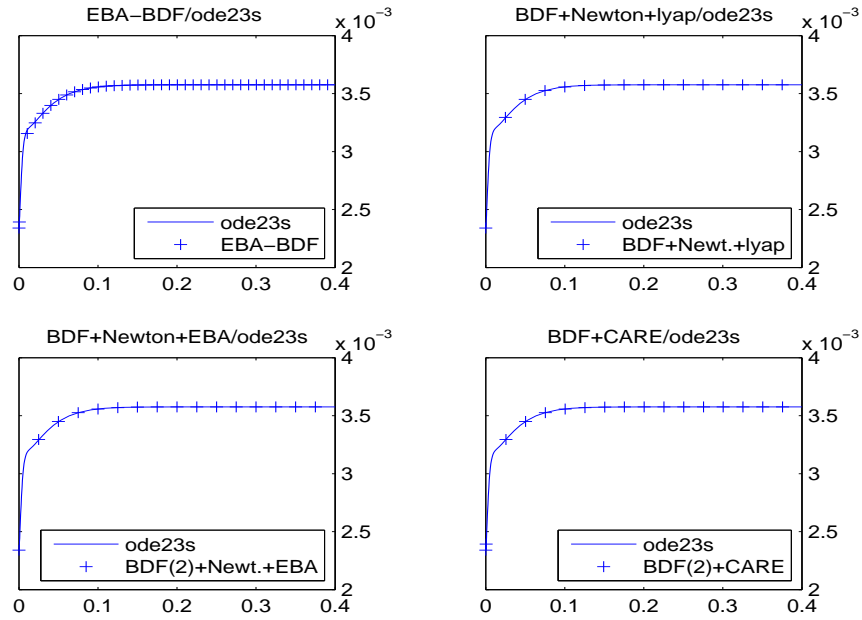 EBA−BDF/ode23s
x 10−3
4
3.5
3
2.5
2
0 0.1 0.2 0.3 0.4
ode23s
EBA−BDF
BDF+Newton+lyap/ode23s
x 10−3
4
3.5
3
2.5
2
0 0.1 0.2 0.3 0.4
ode23s
BDF+Newt.+lyap
BDF+Newton+EBA/ode23s
x 10−3
4
3.5
3
2.5
2
0 0.1 0.2 0.3 0.4
ode23s
BDF(2)+Newt.+EBA
BDF+CARE/ode23s
x 10−3
4
3.5
3
2.5
2
0 0.1 0.2 0.3 0.4
ode23s
BDF(2)+CARE